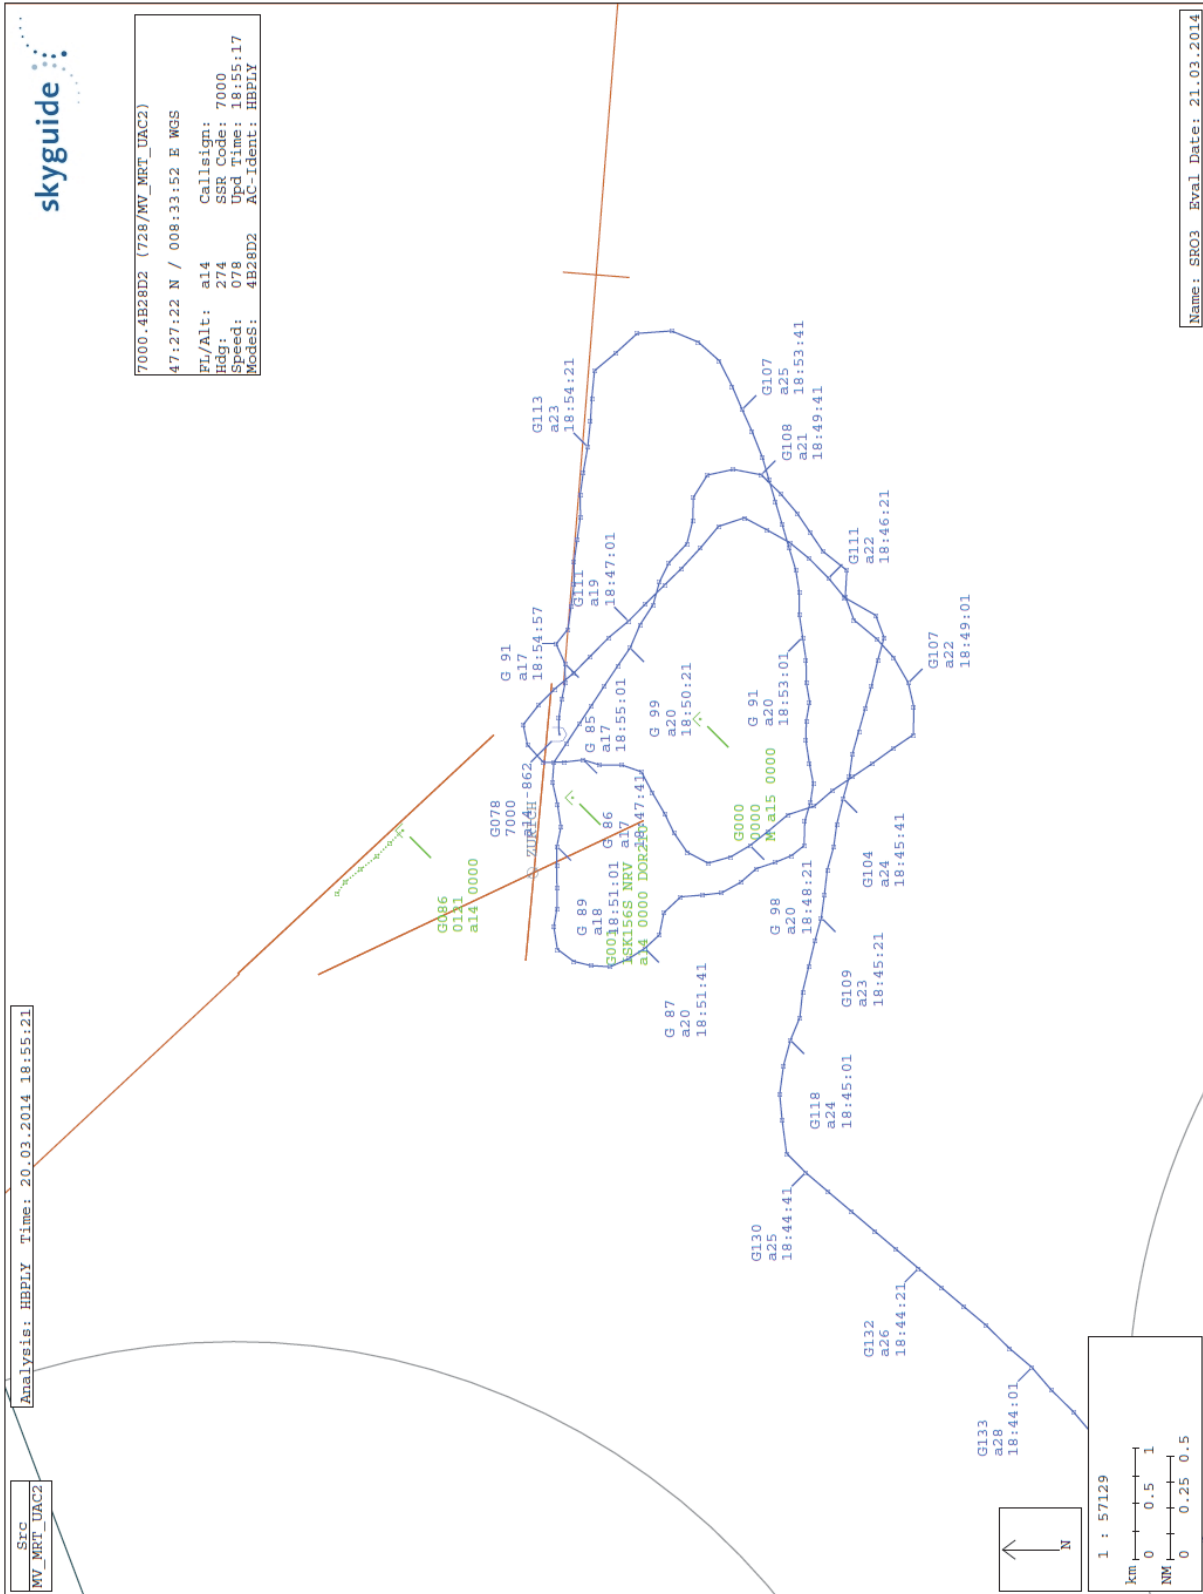 Src
MV_MRT_UAC2
Analysis: HBPLY Time: 20.03.2014 18:55:21
skyguide
7000.4B28D2 (728/MV_MRT_UAC2)
47:27:22 N / 008:33:52 E WGS
FL/Alt: a14 Callsign:
Hdg: 274 SSR Code: 7000
Speed: 078 Upd Time: 18:55:17
ModeS: 4B28D2 AC-Ident: HBPLY
G086
0121
a14 0000
G078
7000
a14 -862
ZURICH
G 91
a17
18:54:57
G113
a23
18:54:21
G111
a19
18:47:01
G 85
a17
18:55:01
G 86
a17
18:47:41
G 89
a18
18:51:01
G001
NRV
a14 0000
G 99
a20
18:50:21
G 87
a20
18:51:41
G000
0000
M a15 0000
G 91
a20
18:53:01
G107
a25
18:53:41
G108
a21
18:49:41
G111
a22
18:46:21
G107
a22
18:49:01
G 98
a20
18:48:21
G104
a24
18:45:41
G109
a23
18:45:21
G118
a24
18:45:01
G130
a25
18:44:41
G132
a26
18:44:21
G133
a28
18:44:01
N
1 : 57129
km
0 0.5 1
NM
0 0.25 0.5
Name: SRO3 Eval Date: 21.03.2014